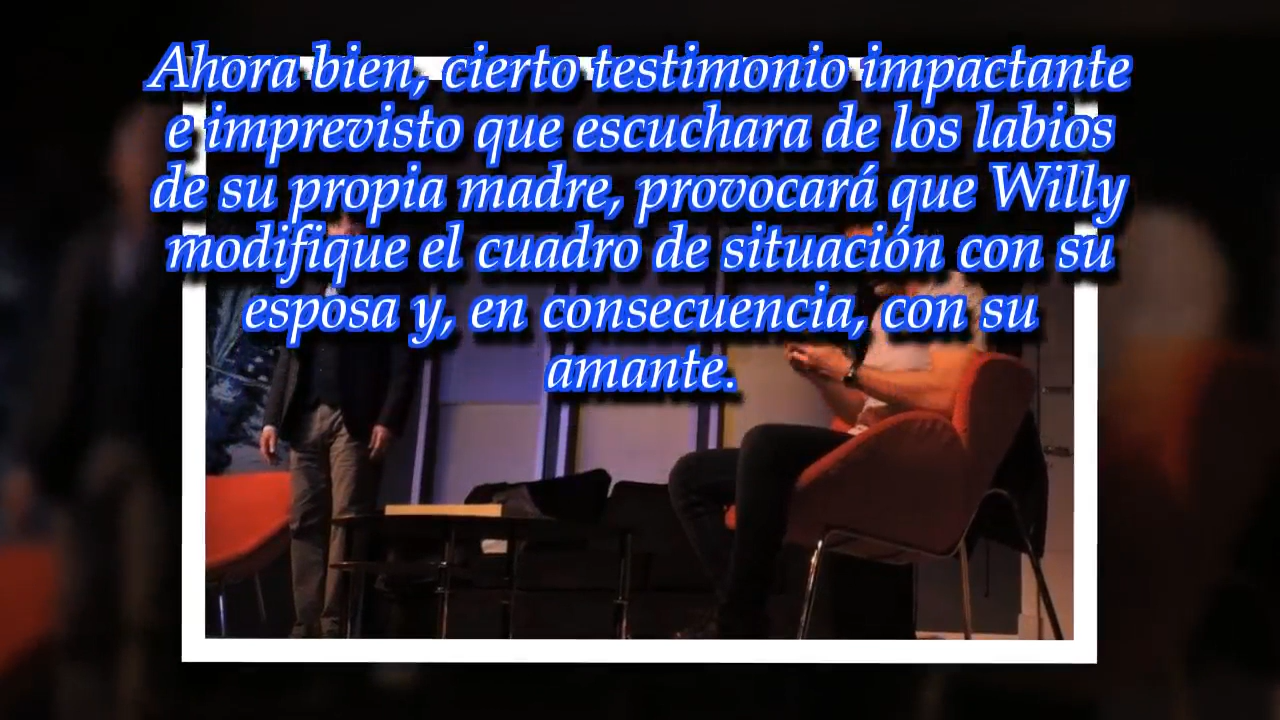 Ahora bien, cierto testimonio impactante
e imprevisto que escuchara de los labios
de su propia madre, provocará que Willy
modifique el cuadro de situación con su
esposa y, en consecuencia, con su
amante.